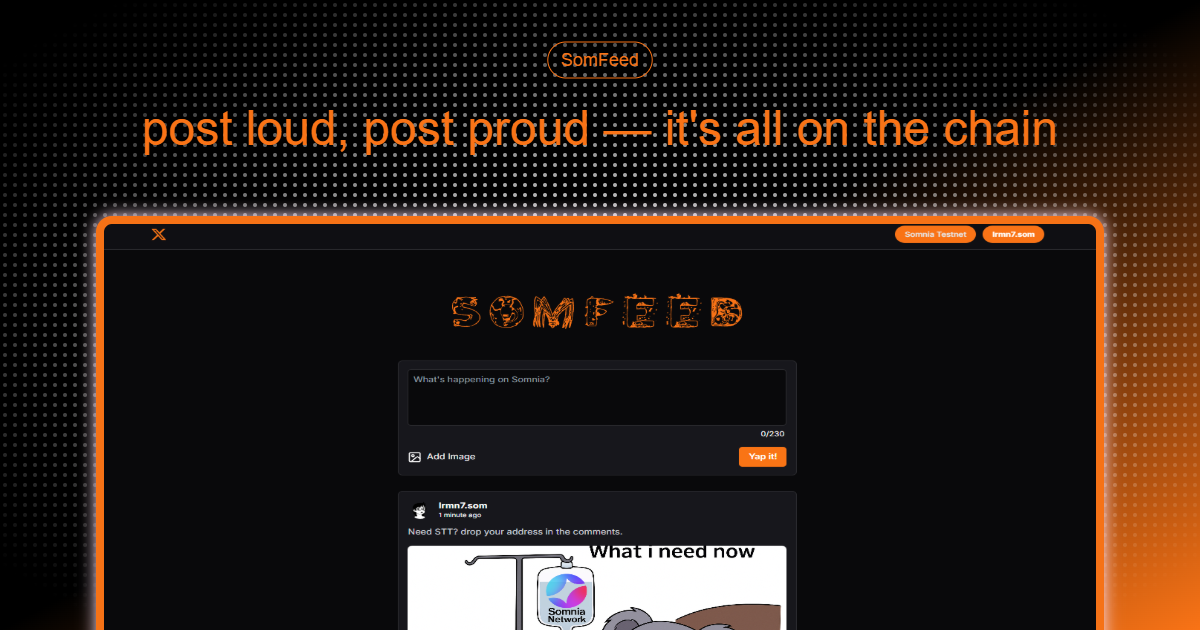 SomFeed
post loud, post proud — it's all on the chain
Somnia Testnet
lrmn7.som
SOMFEED
What's happening on Somnia?
0/230
Add Image
Yap it!
lrmn7.som
1 minute ago
Need STT? drop your address in the comments.
What i need now
Somnia
Network